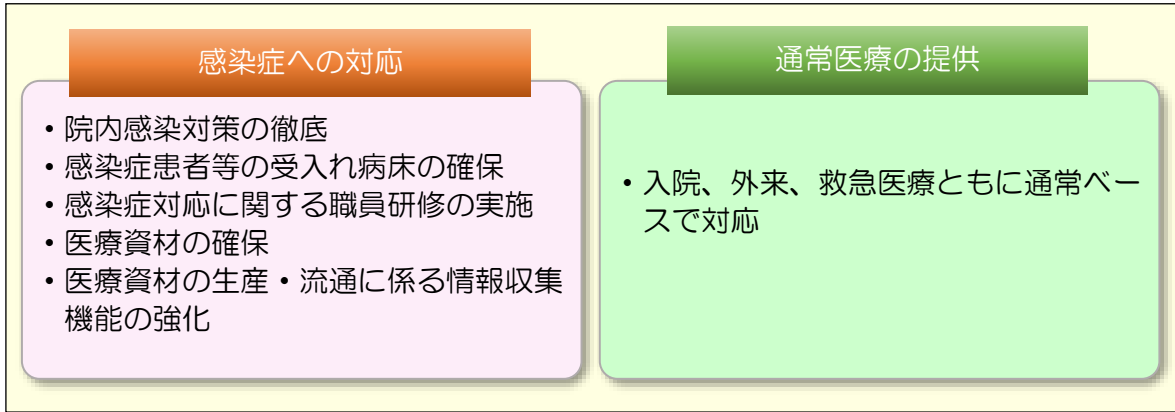 感染症への対応
・院内感染対策の徹底
・感染症患者等の受入れ病床の確保
・感染症対応に関する職員研修の実施
・医療資材の確保
・医療資材の生産・流通に係る情報収集
機能の強化
通常医療の提供
・入院、外来、救急医療ともに通常ベー
スで対応